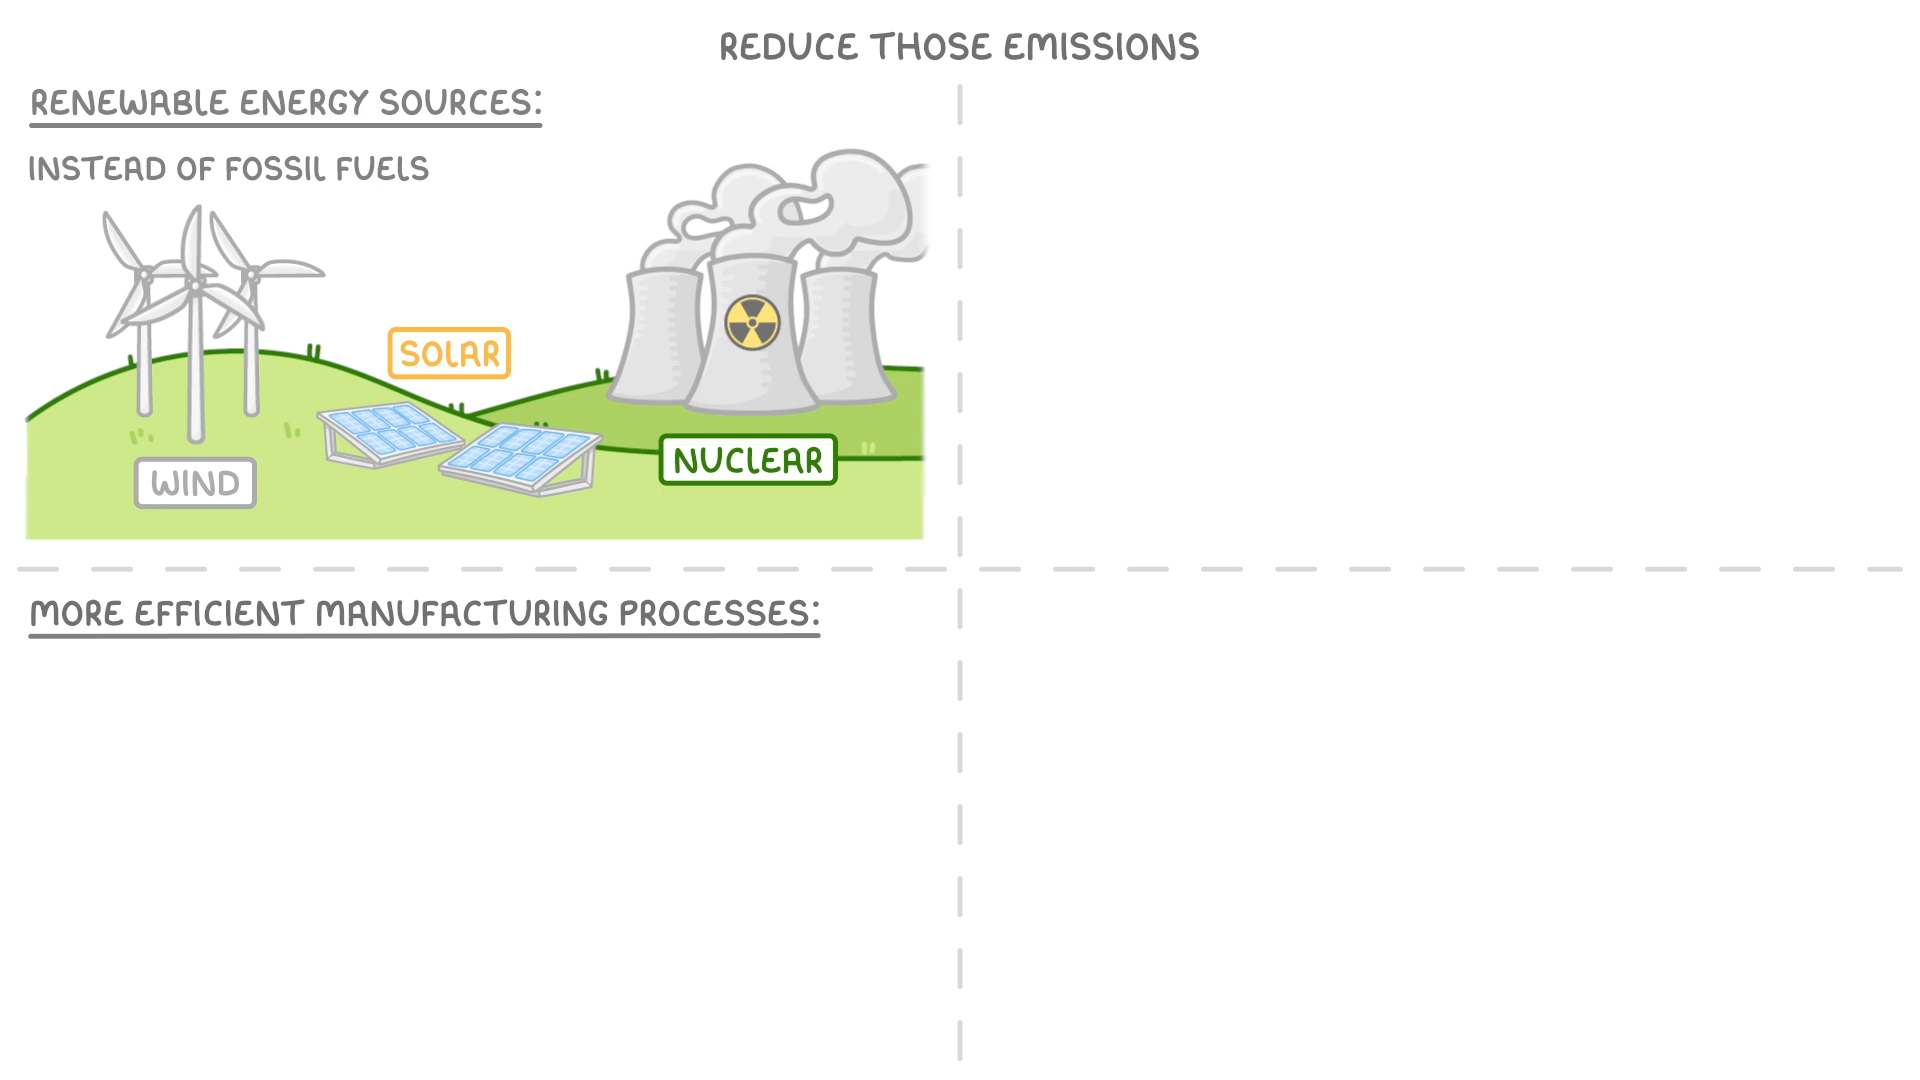 REDUCE THOSE EMISSIONS
RENEWABLE ENERGY SOURCES:
INSTEAD OF FOSSIL FUELS
SOLAR
NUCLEAR
WIND
MORE EFFICIENT MANUFACTURING PROCESSES: